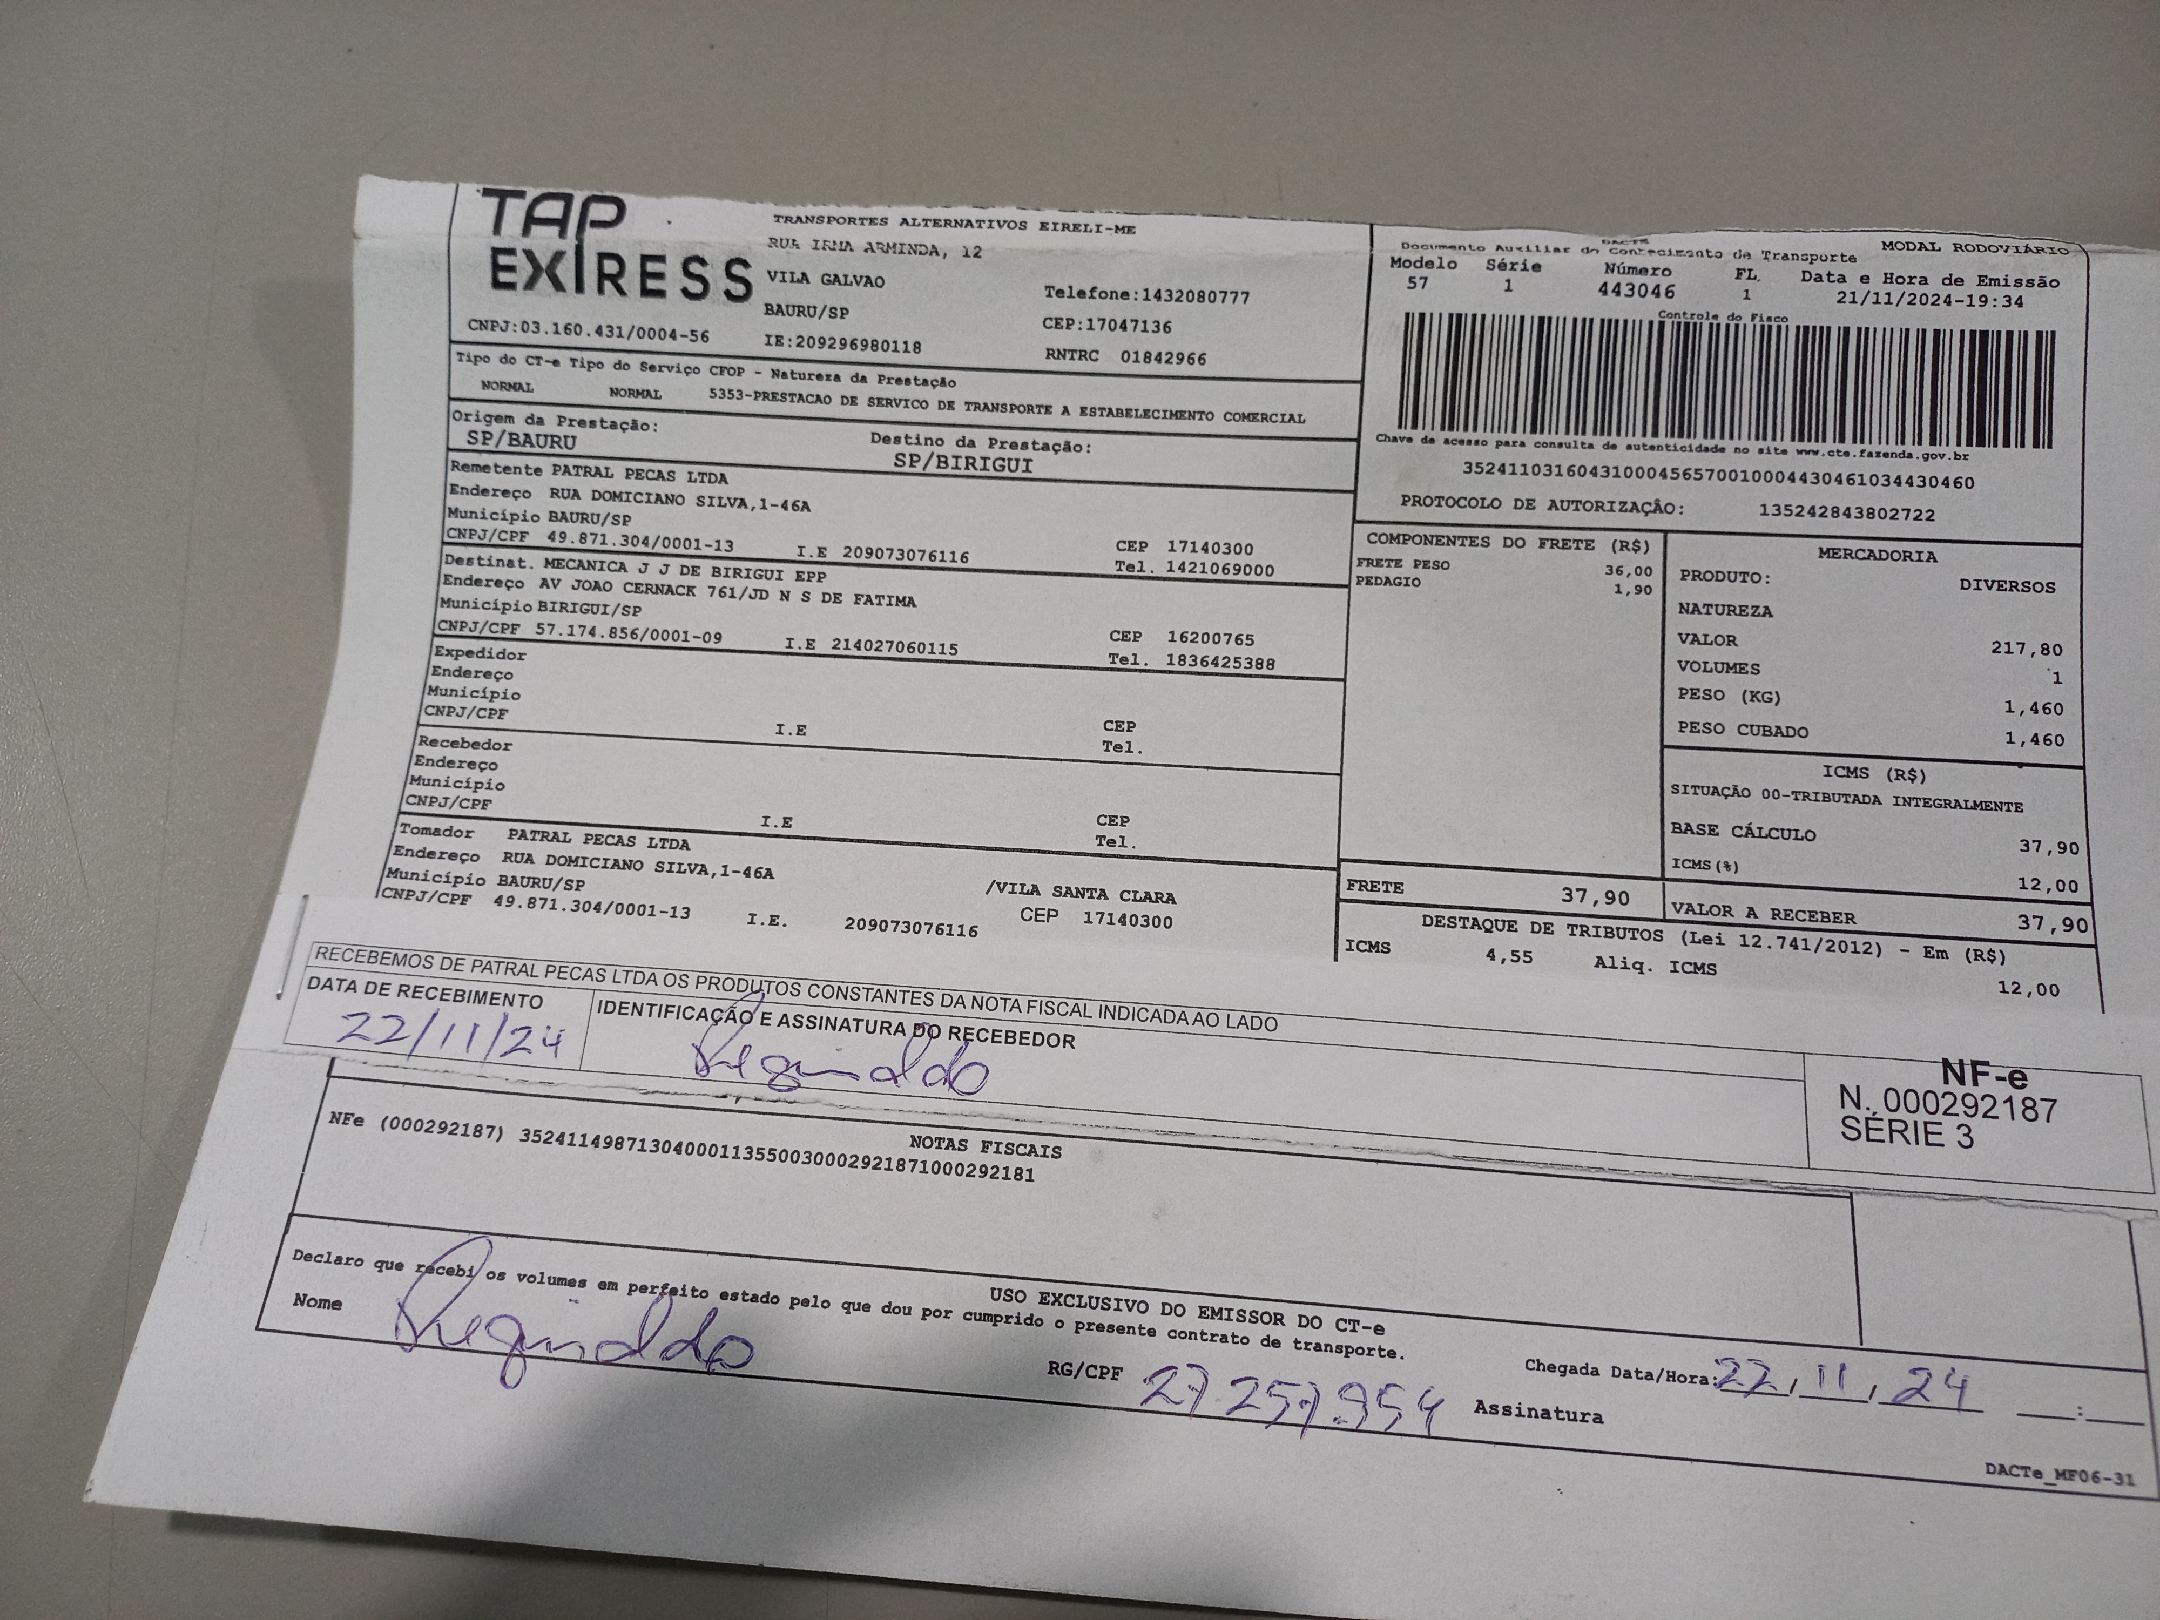 TAP
EXPRESS
TRANSPORTES ALTERNATIVOS EIRELI-ME
RUA IRMA ARMINDA, 12
VILA GALVAO
Telefone:1432080777
BAURU/SP
CEP:17047136
CNPJ:03.160.431/0004-56
IE:209296980118
RNTRC 01842966
DACTE
MODAL RODOVIÁRIO
Documento Auxiliar do Conhecimento de Transporte
Modelo Série Número FL Data e Hora de Emissão
57 1 443046 1 21/11/2024-19:34
Controle do Fisco
Chave de acesso para consulta de autenticidade no site www.cte.fazenda.gov.br
35241103160431000456570010004430461034430460
PROTOCOLO DE AUTORIZAÇÃO: 135242843802722
Tipo do CT-e Tipo do Serviço CFOP - Natureza da Prestação
NORMAL NORMAL 5353-PRESTACAO DE SERVICO DE TRANSPORTE A ESTABELECIMENTO COMERCIAL
Origem da Prestação: Destino da Prestação:
SP/BAURU SP/BIRIGUI
Remetente PATRAL PECAS LTDA
Endereço RUA DOMICIANO SILVA,1-46A
Município BAURU/SP CEP 17140300
CNPJ/CPF 49.871.304/0001-13 I.E 209073076116 Tel. 1421069000
Destinat. MECANICA J J DE BIRIGUI EPP
Endereço AV JOAO CERNACK 761/JD N S DE FATIMA
Município BIRIGUI/SP CEP 16200765
CNPJ/CPF 57.174.856/0001-09 I.E 214027060115 Tel. 1836425388
Expedidor
Endereço
Município CEP
CNPJ/CPF I.E Tel.
Recebedor
Endereço
Município CEP
CNPJ/CPF I.E Tel.
Tomador PATRAL PECAS LTDA
Endereço RUA DOMICIANO SILVA,1-46A /VILA SANTA CLARA
Município BAURU/SP CEP 17140300
CNPJ/CPF 49.871.304/0001-13 I.E. 209073076116
COMPONENTES DO FRETE (R$)
FRETE PESO 36,00
PEDAGIO 1,90
MERCADORIA
PRODUTO: DIVERSOS
NATUREZA
VALOR 217,80
VOLUMES 1
PESO (KG) 1,460
PESO CUBADO 1,460
ICMS (R$)
SITUAÇÃO 00-TRIBUTADA INTEGRALMENTE
BASE CÁLCULO 37,90
ICMS(%) 12,00
FRETE 37,90 VALOR A RECEBER 37,90
DESTAQUE DE TRIBUTOS (Lei 12.741/2012) - Em (R$)
ICMS 4,55 Aliq. ICMS 12,00
RECEBEMOS DE PATRAL PECAS LTDA OS PRODUTOS CONSTANTES DA NOTA FISCAL INDICADA AO LADO
DATA DE RECEBIMENTO IDENTIFICAÇÃO E ASSINATURA DO RECEBEDOR
22/11/24 Reginaldo
NF-e
N. 000292187
SÉRIE 3
NOTAS FISCAIS
NFe (000292187) 35241149871304000113550030002921871000292181
USO EXCLUSIVO DO EMISSOR DO CT-e
Declaro que recebi os volumes em perfeito estado pelo que dou por cumprido o presente contrato de transporte.
Nome Reginaldo RG/CPF 27.257.954 Chegada Data/Hora: 22, 11, 24 __:__
Assinatura
DACTe_MF06-31